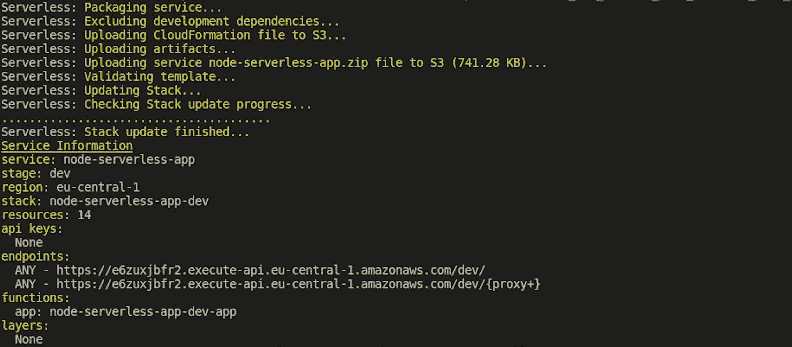 Serverless: Packaging service...
Serverless: Excluding development dependencies...
Serverless: Uploading CloudFormation file to S3...
Serverless: Uploading artifacts...
Serverless: Uploading service node-serverless-app.zip file to S3 (741.28 KB)...
Serverless: Validating template...
Serverless: Updating Stack...
Serverless: Checking Stack update progress...
.........................................
Serverless: Stack update finished...
Service Information
service: node-serverless-app
stage: dev
region: eu-central-1
stack: node-serverless-app-dev
resources: 14
api keys:
  None
endpoints:
  ANY - https://e6zuxjbfr2.execute-api.eu-central-1.amazonaws.com/dev/
  ANY - https://e6zuxjbfr2.execute-api.eu-central-1.amazonaws.com/dev/{proxy+}
functions:
  app: node-serverless-app-dev-app
layers:
  None